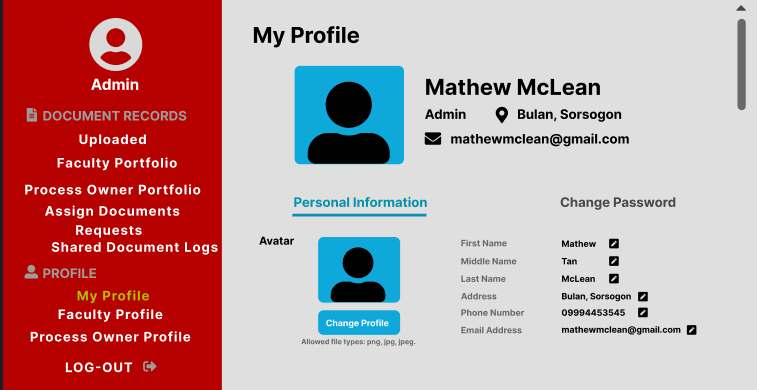 Admin
DOCUMENT RECORDS
Uploaded
Faculty Portfolio
Process Owner Portfolio
Assign Documents
Requests
Shared Document Logs
PROFILE
My Profile
Faculty Profile
Process Owner Profile
LOG-OUT
My Profile
Mathew McLean
Admin Bulan, Sorsogon
mathewmclean@gmail.com
Personal Information Change Password
Avatar
Change Profile
Allowed file types: png, jpg, jpeg.
First Name Mathew
Middle Name Tan
Last Name McLean
Address Bulan, Sorsogon
Phone Number 09994453545
Email Address mathewmclean@gmail.com